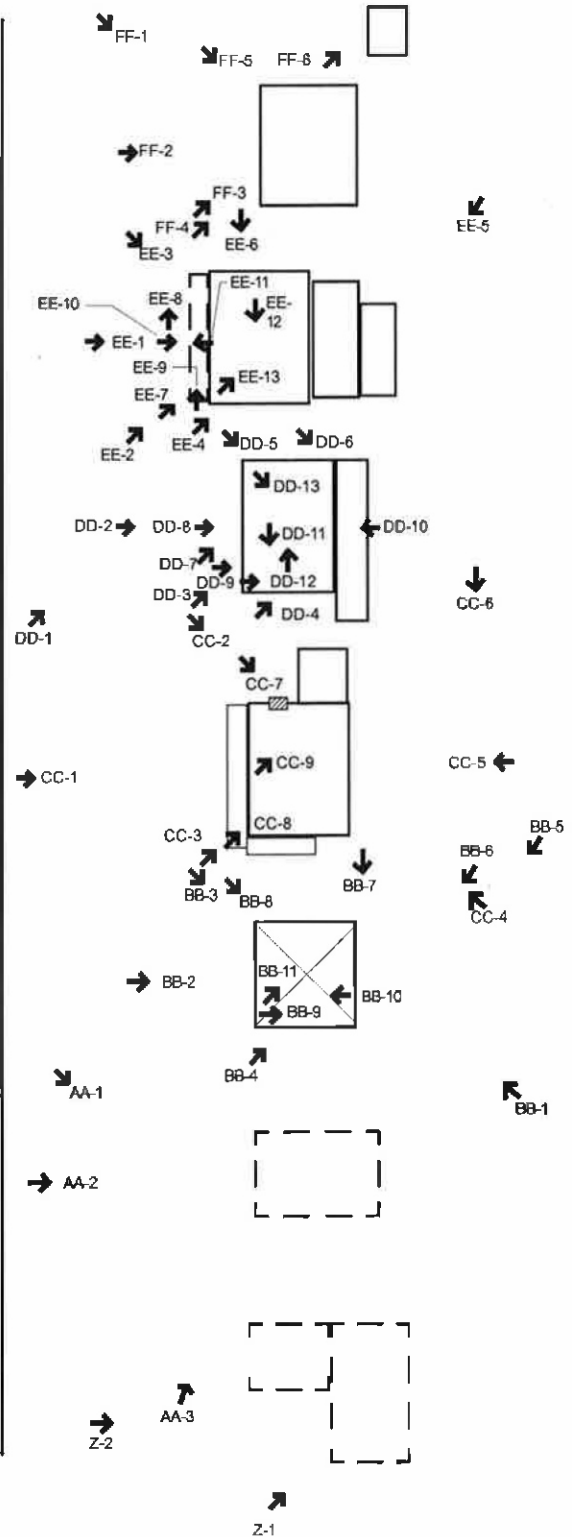 FF-1
FF-5
FF-6
FF-2
FF-3
FF-4
EE-3
EE-6
EE-5
EE-11
EE-10
EE-8
EE-
12
EE-1
EE-9
EE-13
EE-7
EE-2
EE-4
DD-5
DD-6
DD-13
DD-2
DD-8
DD-11
DD-10
DD-7
DD-9
DD-12
DD-3
DD-4
CC-6
DD-1
CC-2
CC-7
CC-9
CC-5
CC-1
CC-8
BB-5
CC-3
BB-6
BB-3
BB-8
BB-7
CC-4
BB-11
BB-2
BB-10
BB-9
BB-4
AA-1
BB-1
AA-2
AA-3
Z-2
Z-1